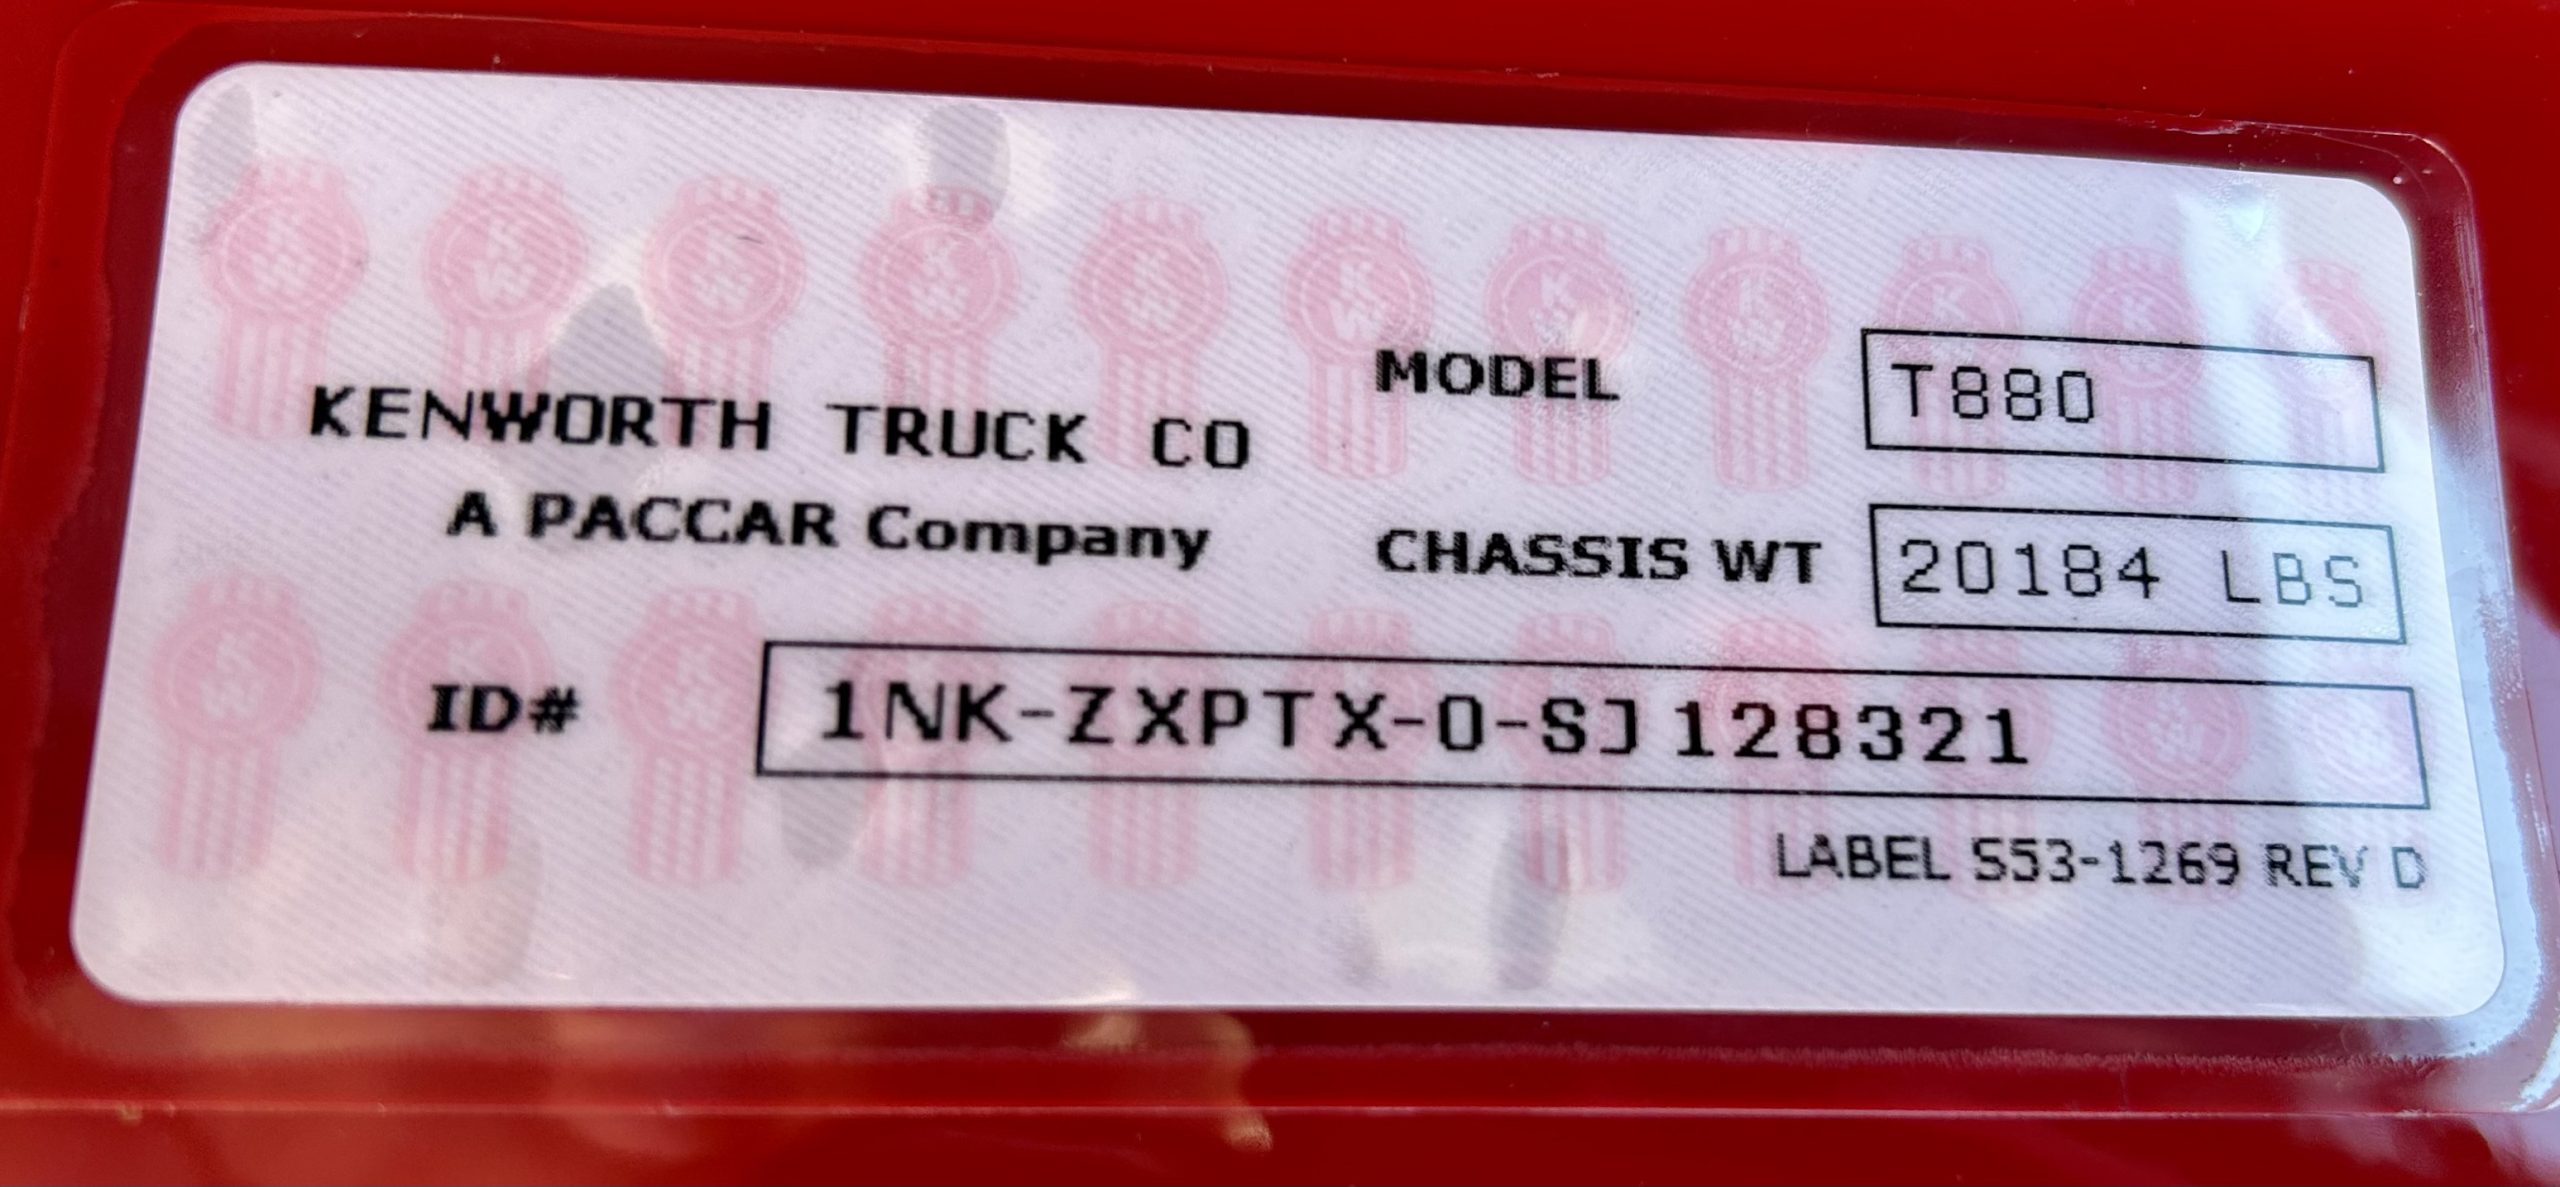 KENWORTH TRUCK CO
A PACCAR Company
MODEL T880
CHASSIS WT 20184 LBS
ID# 1NK-ZXPTX-0-SJ128321
LABEL S53-1269 REV D